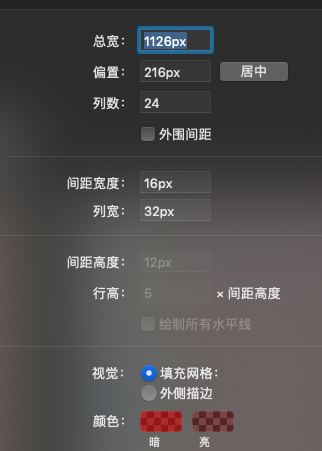 总宽： 1126px
偏置： 216px 居中
列数： 24
外围间距
间距宽度： 16px
列宽： 32px
间距高度： 12px
行高： 5 × 间距高度
绘制所有水平线
视觉： 填充网格：
外侧描边
颜色：
暗 亮